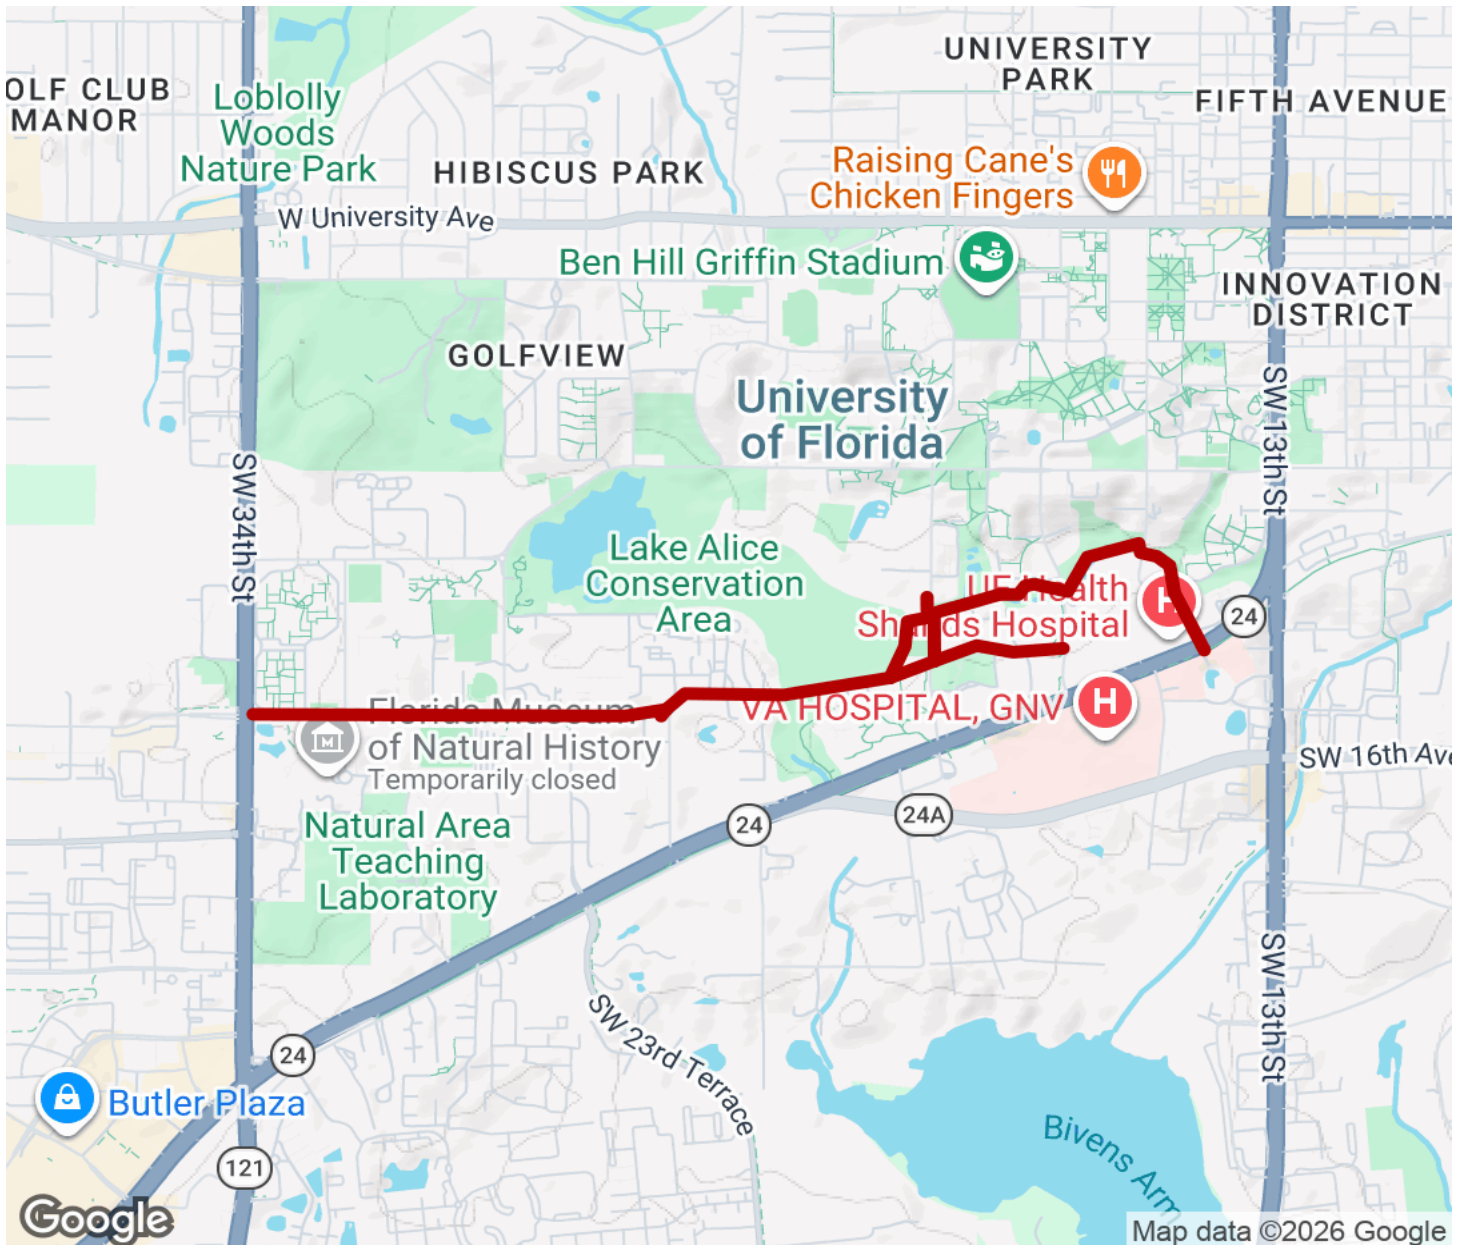 UNIVERSITY
PARK
OLF CLUB
MANOR
Loblolly
Woods
Nature Park
FIFTH AVENUE
HIBISCUS PARK
Raising Cane's
Chicken Fingers
W University Ave
Ben Hill Griffin Stadium
INNOVATION
DISTRICT
GOLFVIEW
University
of Florida
SW 13th St
SW 34th St
Lake Alice
Conservation
Area
UF Health
Shands Hospital
H
24
VA HOSPITAL, GNV
H
Florida Museum
of Natural History
Temporarily closed
M
SW 16th Ave
24
24A
Natural Area
Teaching
Laboratory
SW 13th St
SW 23rd Terrace
24
Butler Plaza
Bivens Arm
121
Google
Map data ©2026 Google